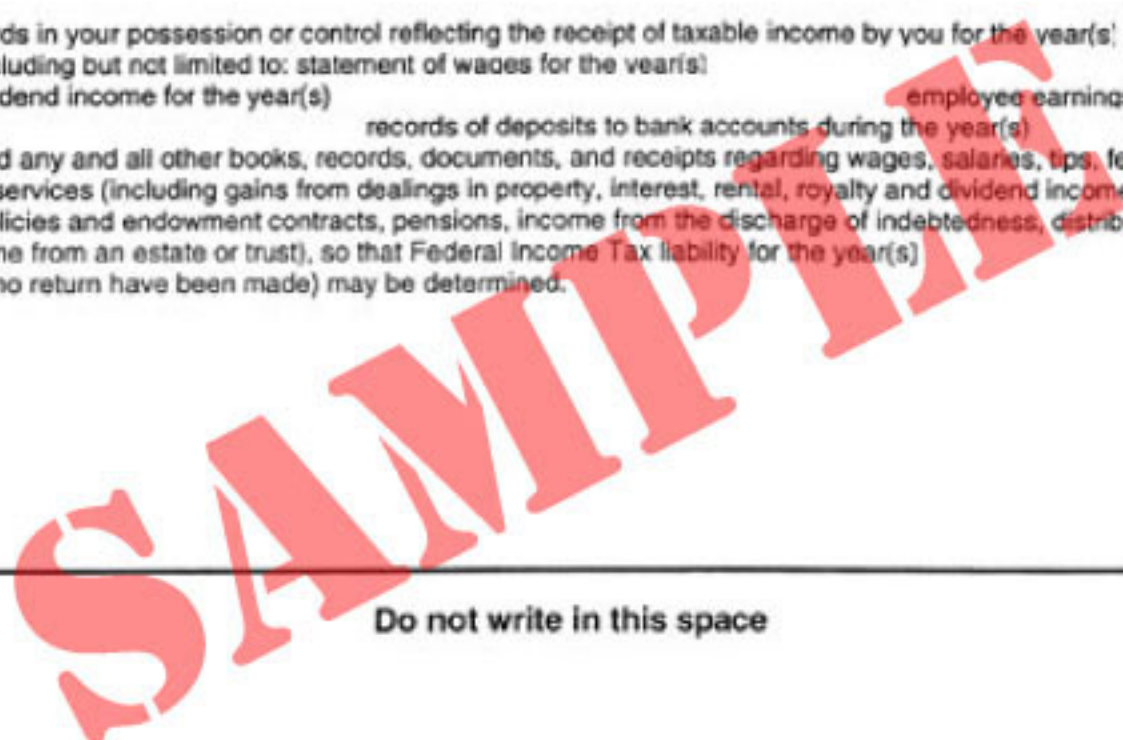 ds in your possession or control reflecting the receipt of taxable income by you for the year(s)
luding but not limited to: statement of wages for the year(s)
dend income for the year(s) employee earning
records of deposits to bank accounts during the year(s)
d any and all other books, records, documents, and receipts regarding wages, salaries, tips, fe
services (including gains from dealings in property, interest, rental, royalty and dividend income
licies and endowment contracts, pensions, income from the discharge of indebtedness, distrib
ne from an estate or trust), so that Federal Income Tax liability for the year(s)
no return have been made) may be determined.
SAMPLE
Do not write in this space